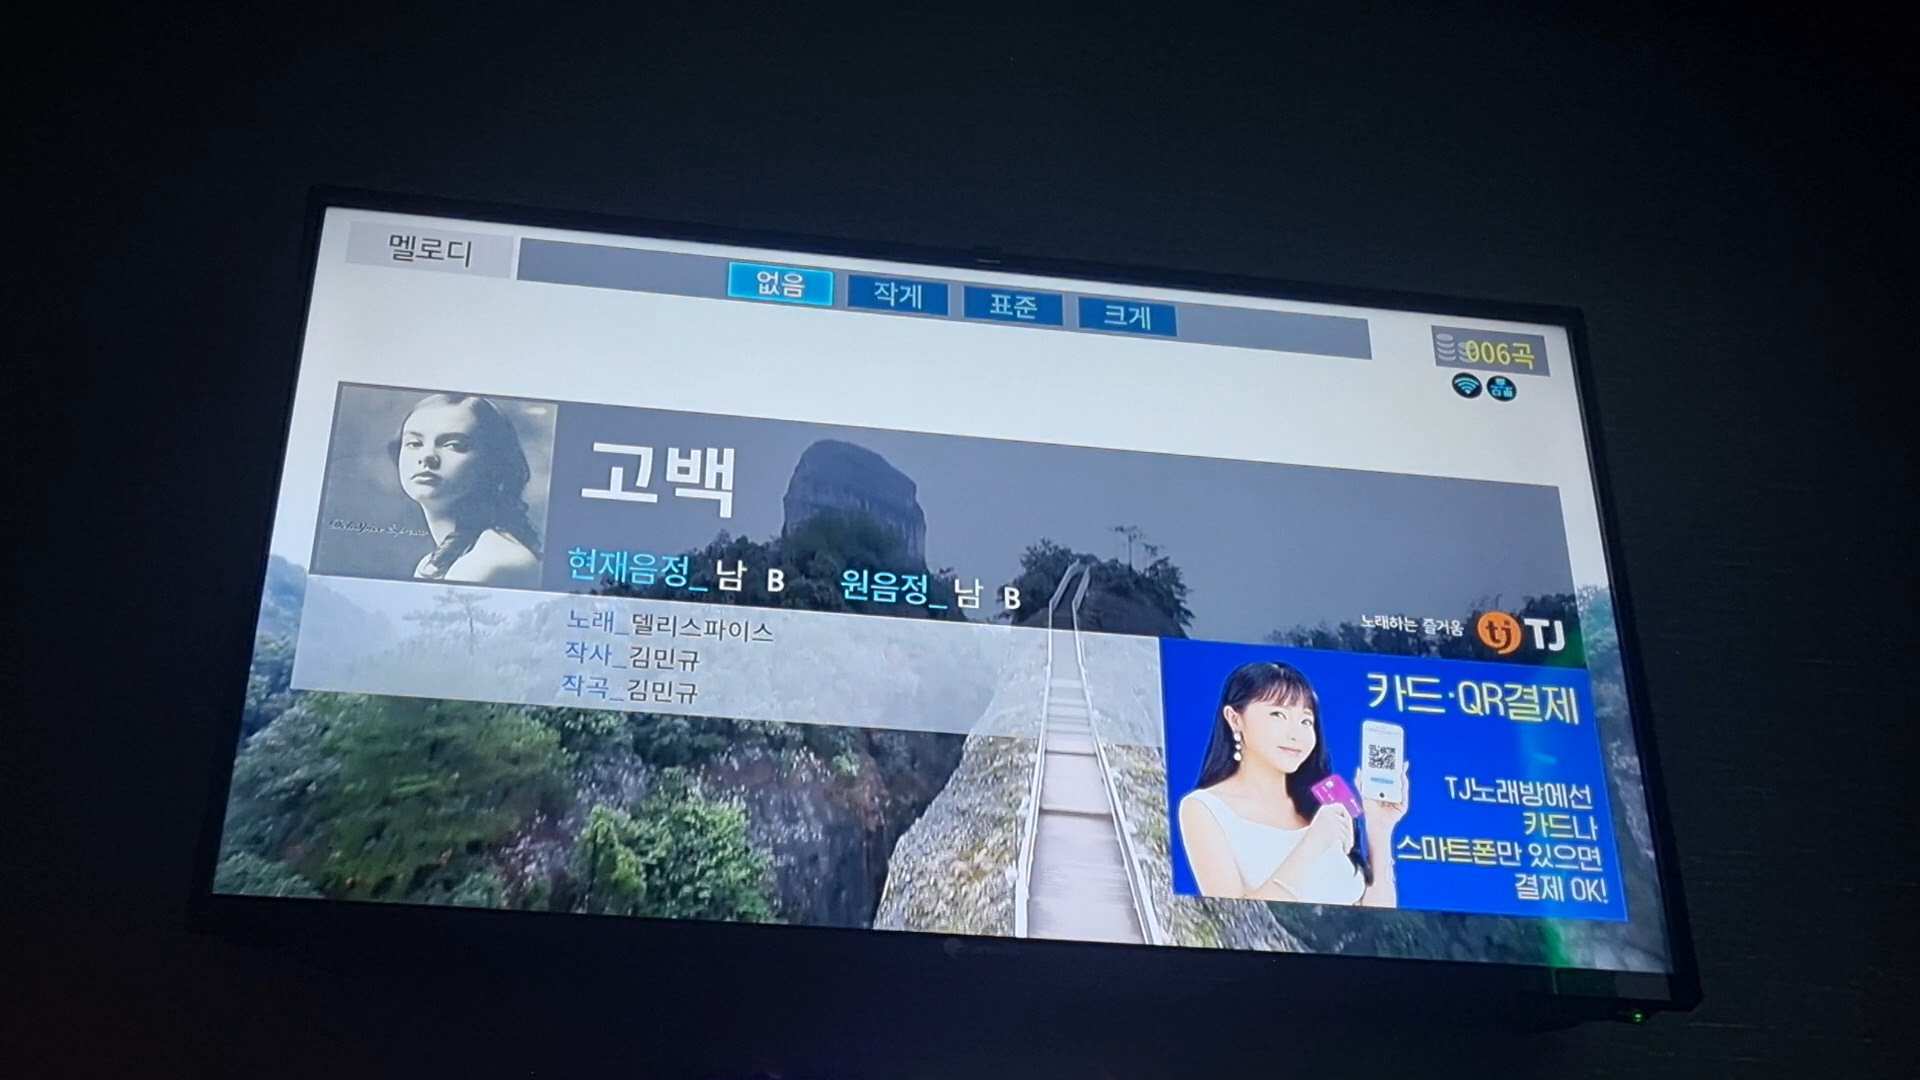 멜로디
없음 작게 표준 크게
006곡
고백
현재음정_ 남 B 원음정_ 남 B
노래_델리스파이스
작사_김민규
작곡_김민규
노래하는 즐거움 tj TJ
카드·QR결제
TJ노래방에선
카드나
스마트폰만 있으면
결제 OK!